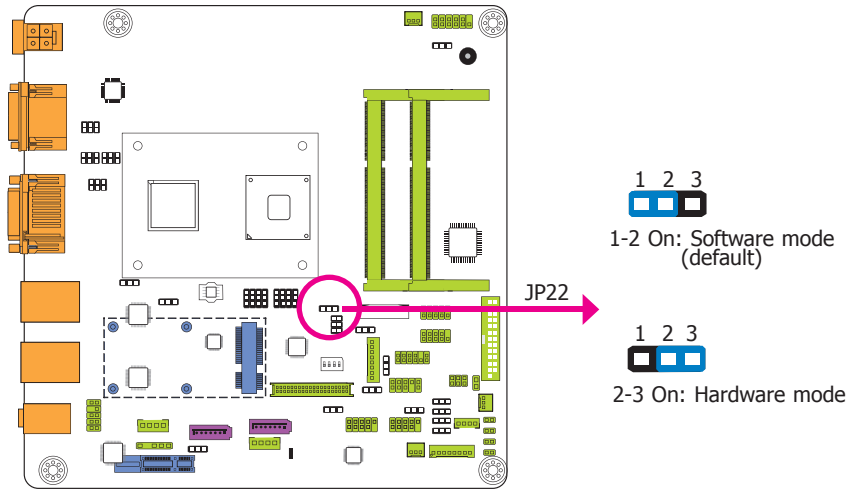 JP22
1 2 3
1-2 On: Software mode
(default)
1 2 3
2-3 On: Hardware mode